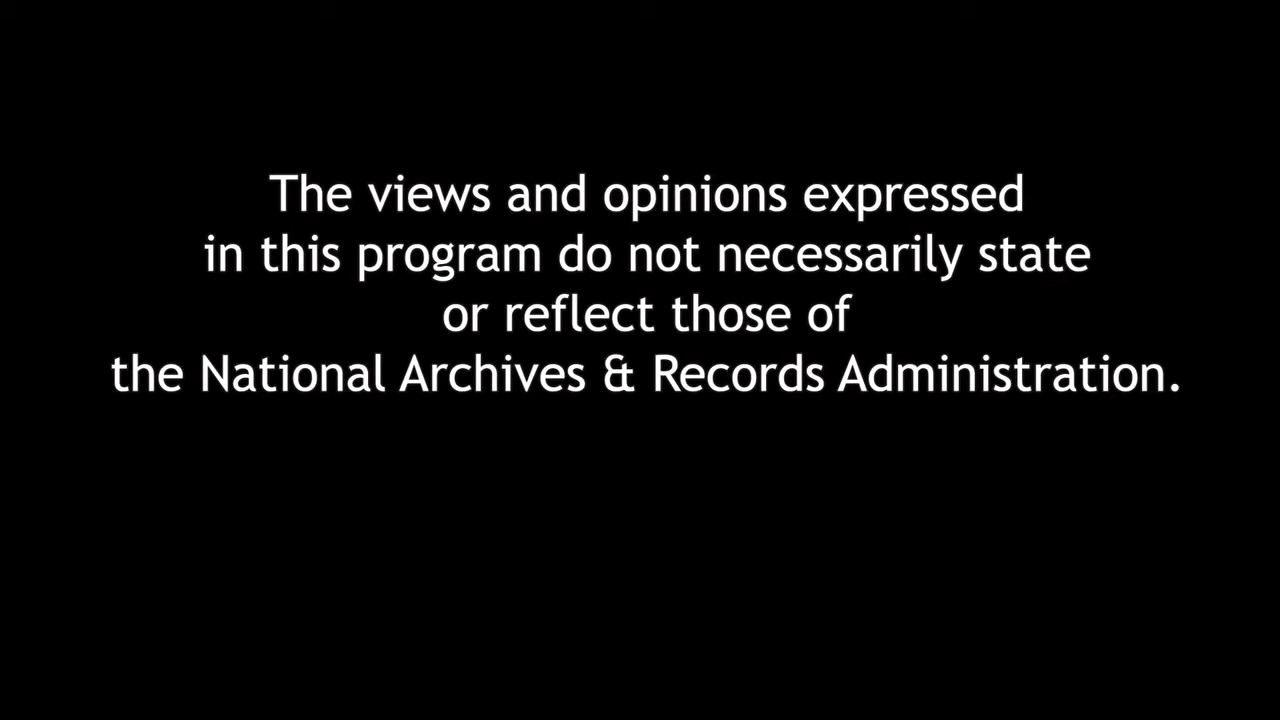 The views and opinions expressed
in this program do not necessarily state
or reflect those of
the National Archives & Records Administration.